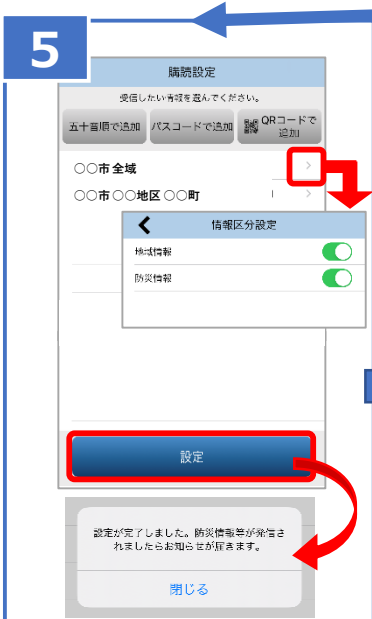 5
購読設定
受信したい情報を選んでください。
五十音順で追加
パスコードで追加
QRコードで
追加
○○市全域
○○市○○地区○○町
情報区分設定
地域情報
防災情報
設定
設定が完了しました。防災情報等が発信さ
れましたらお知らせが届きます。
閉じる